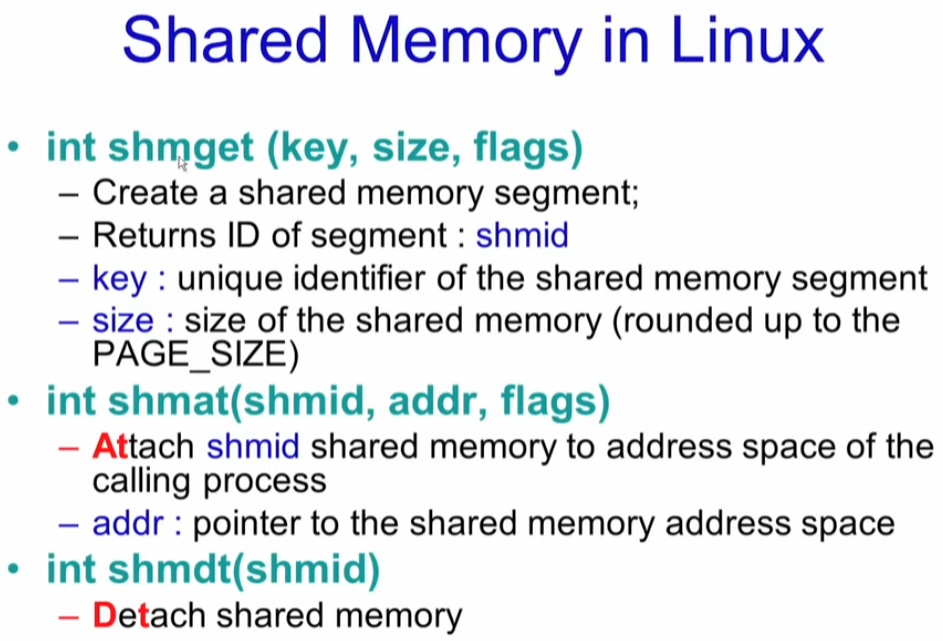 Shared Memory in Linux
• int shmget (key, size, flags)
– Create a shared memory segment;
– Returns ID of segment : shmid
– key : unique identifier of the shared memory segment
– size : size of the shared memory (rounded up to the
PAGE_SIZE)
• int shmat(shmid, addr, flags)
– Attach shmid shared memory to address space of the
calling process
– addr : pointer to the shared memory address space
• int shmdt(shmid)
– Detach shared memory